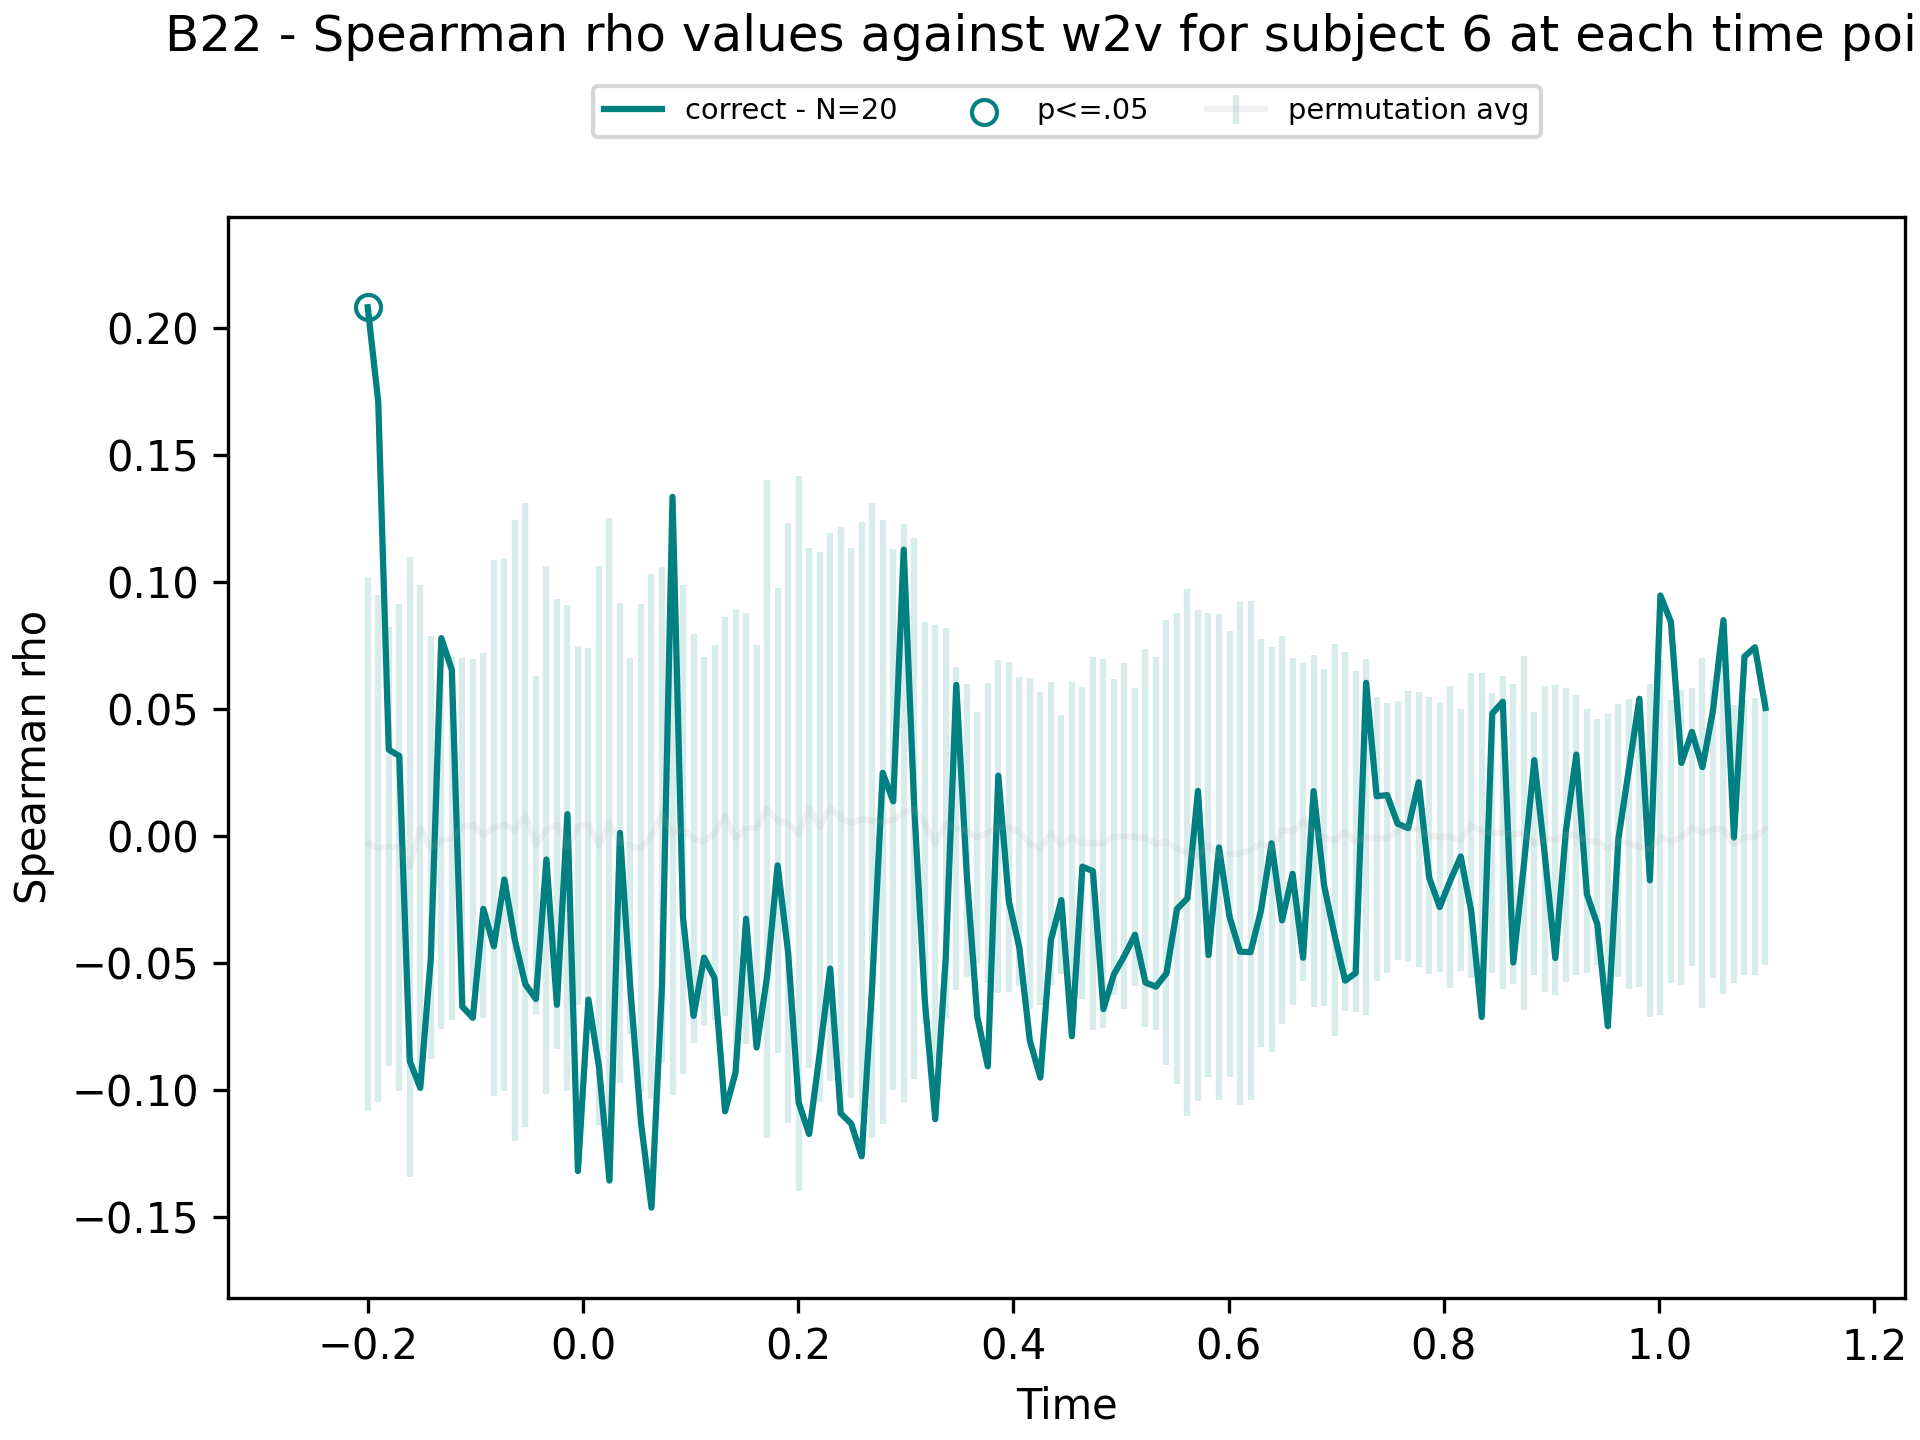 B22 - Spearman rho values against w2v for subject 6 at each time poi
correct - N=20
p<=.05
permutation avg
0.20
0.15
0.10
0.05
0.00
−0.05
−0.10
−0.15
Spearman rho
−0.2 0.0 0.2 0.4 0.6 0.8 1.0 1.2
Time